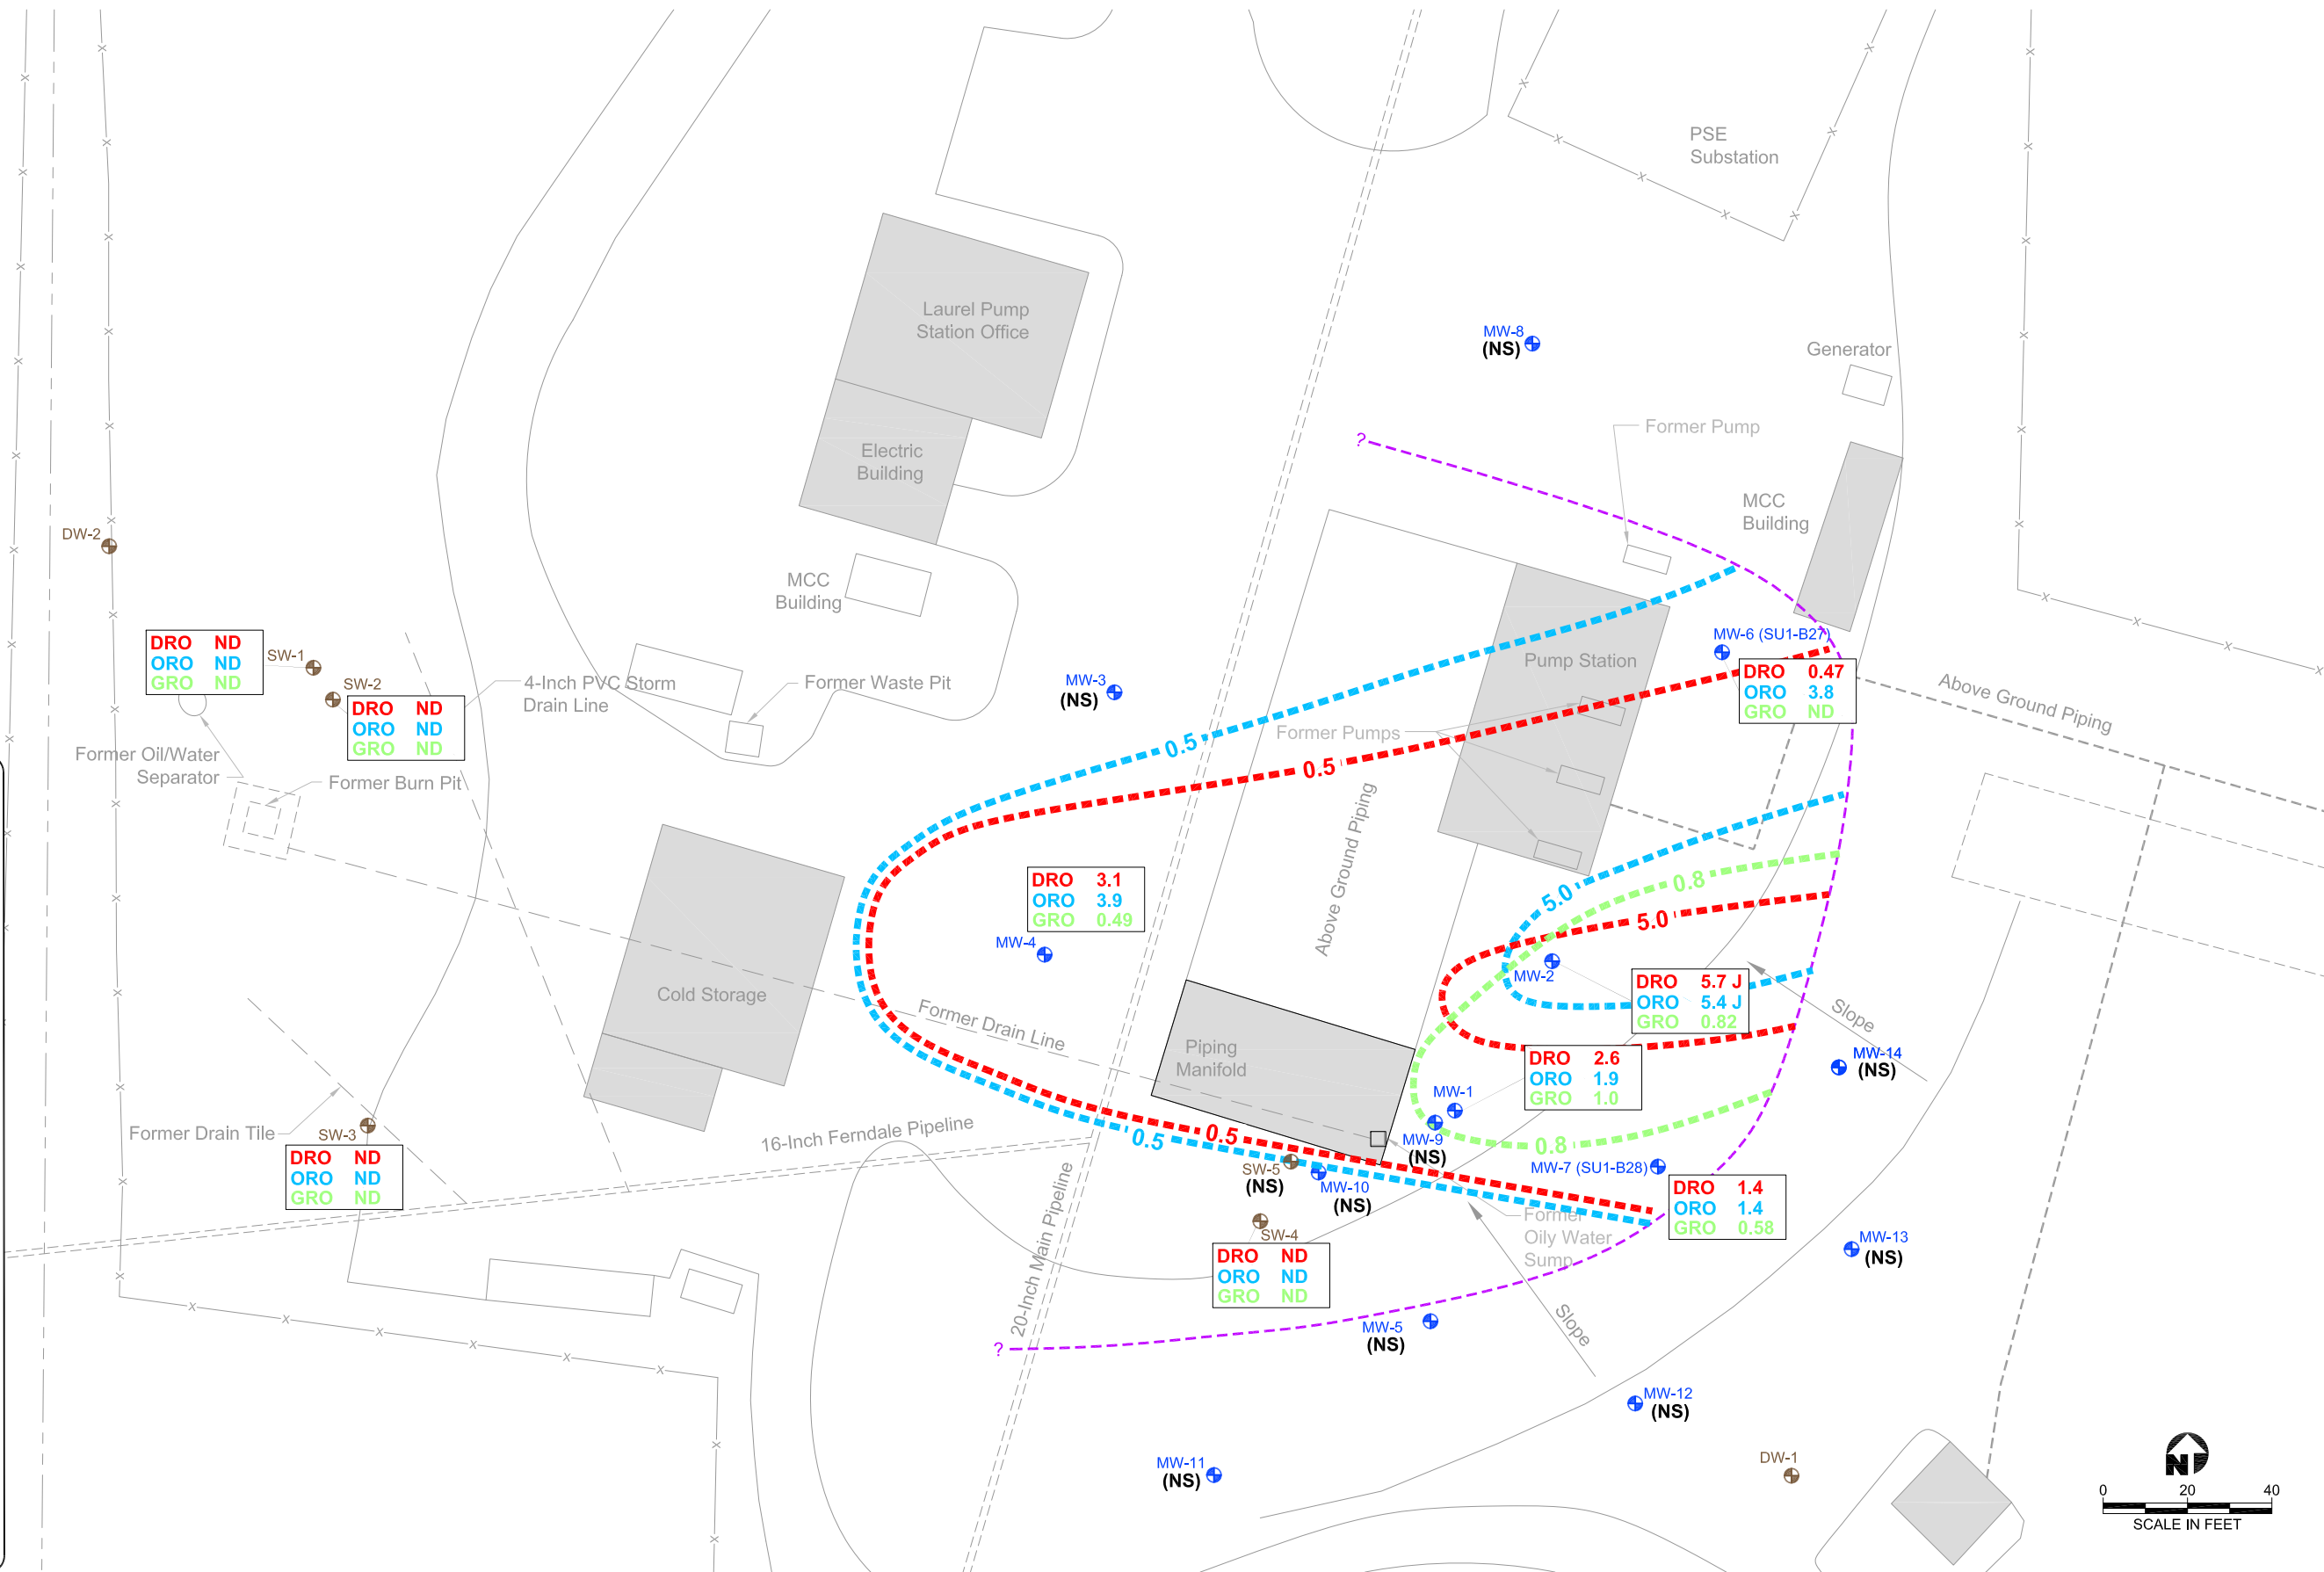 PSE
Substation
Laurel Pump
Station Office
MW-8
(NS)
Generator
Former Pump
?
Electric
Building
MCC
Building
DW-2
MCC
Building
MW-6 (SU1-B27)
DRO ND
ORO ND
GRO ND
SW-1
SW-2
DRO ND
ORO ND
GRO ND
4-Inch PVC Storm
Drain Line
Former Waste Pit
MW-3
(NS)
Pump Station
DRO 0.47
ORO 3.8
GRO ND
Above Ground Piping
Former Pumps
0.5
0.5
Former Oil/Water
Separator
Former Burn Pit
Above Ground Piping
DRO 3.1
ORO 3.9
GRO 0.49
MW-4
5.0
0.8
5.0
MW-2
DRO 5.7 J
ORO 5.4 J
GRO 0.82
Slope
Cold Storage
Former Drain Line
Piping
Manifold
DRO 2.6
ORO 1.9
GRO 1.0
MW-14
(NS)
MW-1
MW-9
(NS)
Former Drain Tile
SW-3
DRO ND
ORO ND
GRO ND
16-Inch Ferndale Pipeline
0.5
0.5
0.8
SW-5
(NS)
MW-10
(NS)
MW-7 (SU1-B28)
DRO 1.4
ORO 1.4
GRO 0.58
Former
Oily Water
Sump
SW-4
DRO ND
ORO ND
GRO ND
MW-13
(NS)
20-Inch Main Pipeline
?
MW-5
(NS)
Slope
MW-12
(NS)
MW-11
(NS)
DW-1
N
0 20 40
SCALE IN FEET